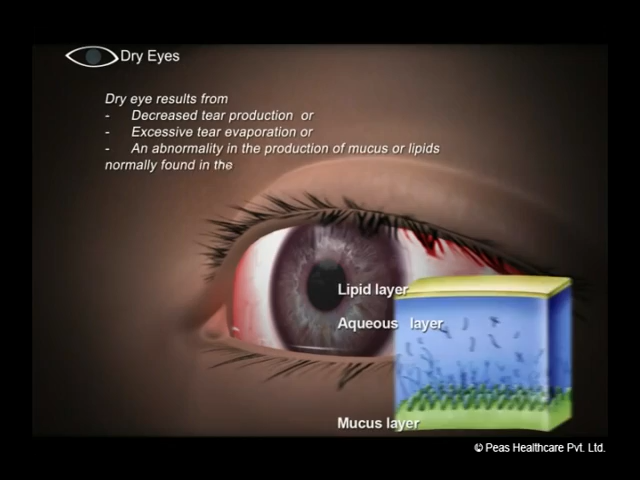 Dry Eyes
Dry eye results from
- Decreased tear production or
- Excessive tear evaporation or
- An abnormality in the production of mucus or lipids
normally found in the
Lipid layer
Aqueous layer
Mucus layer
© Peas Healthcare Pvt. Ltd.